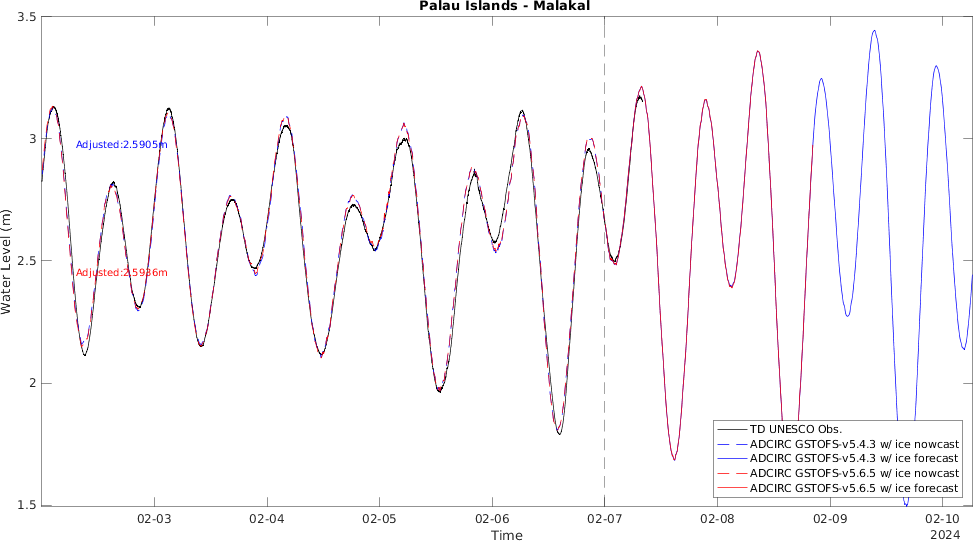 Palau Islands - Malakal
3.5
3
2.5
2
1.5
Water Level (m)
Adjusted:2.5905m
Adjusted:2.5936m
TD UNESCO Obs.
ADCIRC GSTOFS-v5.4.3 w/ ice nowcast
ADCIRC GSTOFS-v5.4.3 w/ ice forecast
ADCIRC GSTOFS-v5.6.5 w/ ice nowcast
ADCIRC GSTOFS-v5.6.5 w/ ice forecast
02-03 02-04 02-05 02-06 02-07 02-08 02-09 02-10
Time
2024